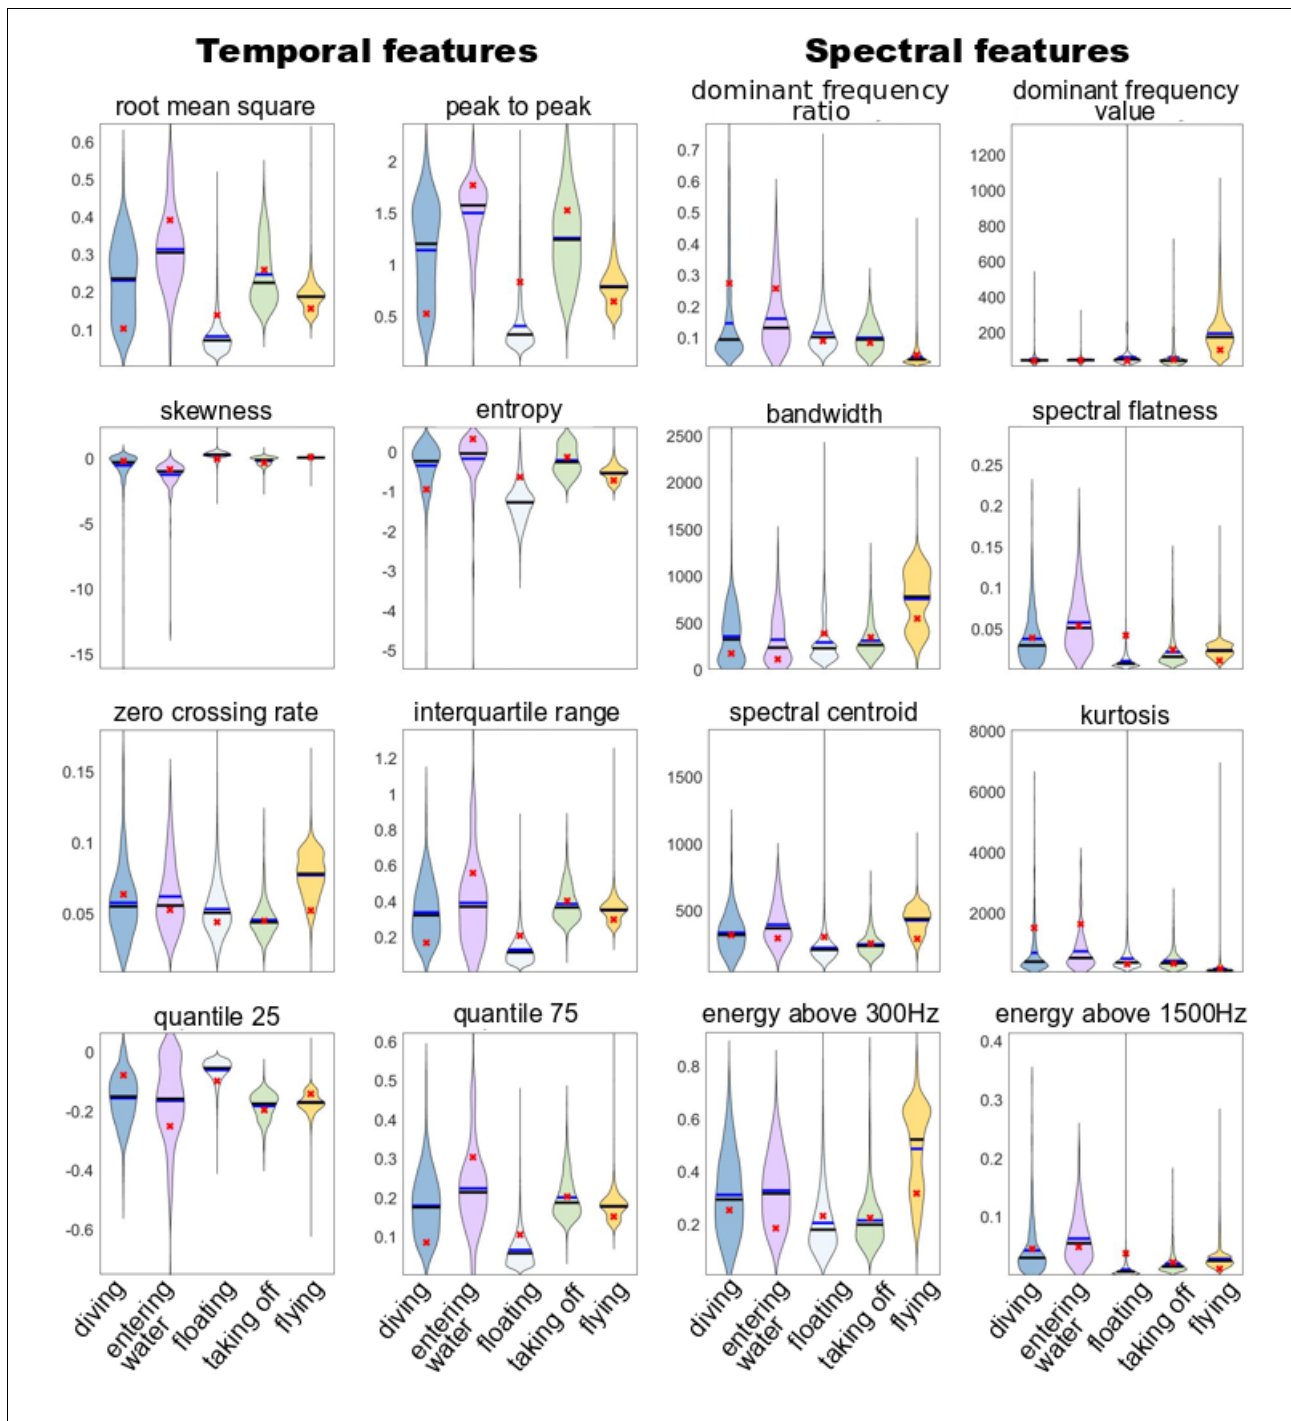 Temporal features
Spectral features
root mean square
0.6
0.5
0.4
0.3
0.2
0.1
peak to peak
2
1.5
1
0.5
dominant frequency
ratio
0.7
0.6
0.5
0.4
0.3
0.2
0.1
dominant frequency
value
1200
1000
800
600
400
200
skewness
0
-5
-10
-15
entropy
0
-1
-2
-3
-4
-5
bandwidth
2500
2000
1500
1000
500
0
spectral flatness
0.25
0.2
0.15
0.1
0.05
zero crossing rate
0.15
0.1
0.05
interquartile range
1.2
1
0.8
0.6
0.4
0.2
spectral centroid
1500
1000
500
kurtosis
8000
6000
4000
2000
quantile 25
0
-0.2
-0.4
-0.6
quantile 75
0.6
0.5
0.4
0.3
0.2
0.1
energy above 300Hz
0.8
0.6
0.4
0.2
energy above 1500Hz
0.4
0.3
0.2
0.1
diving
entering
water
floating
taking off
flying
diving
entering
water
floating
taking off
flying
diving
entering
water
floating
taking off
flying
diving
entering
water
floating
taking off
flying